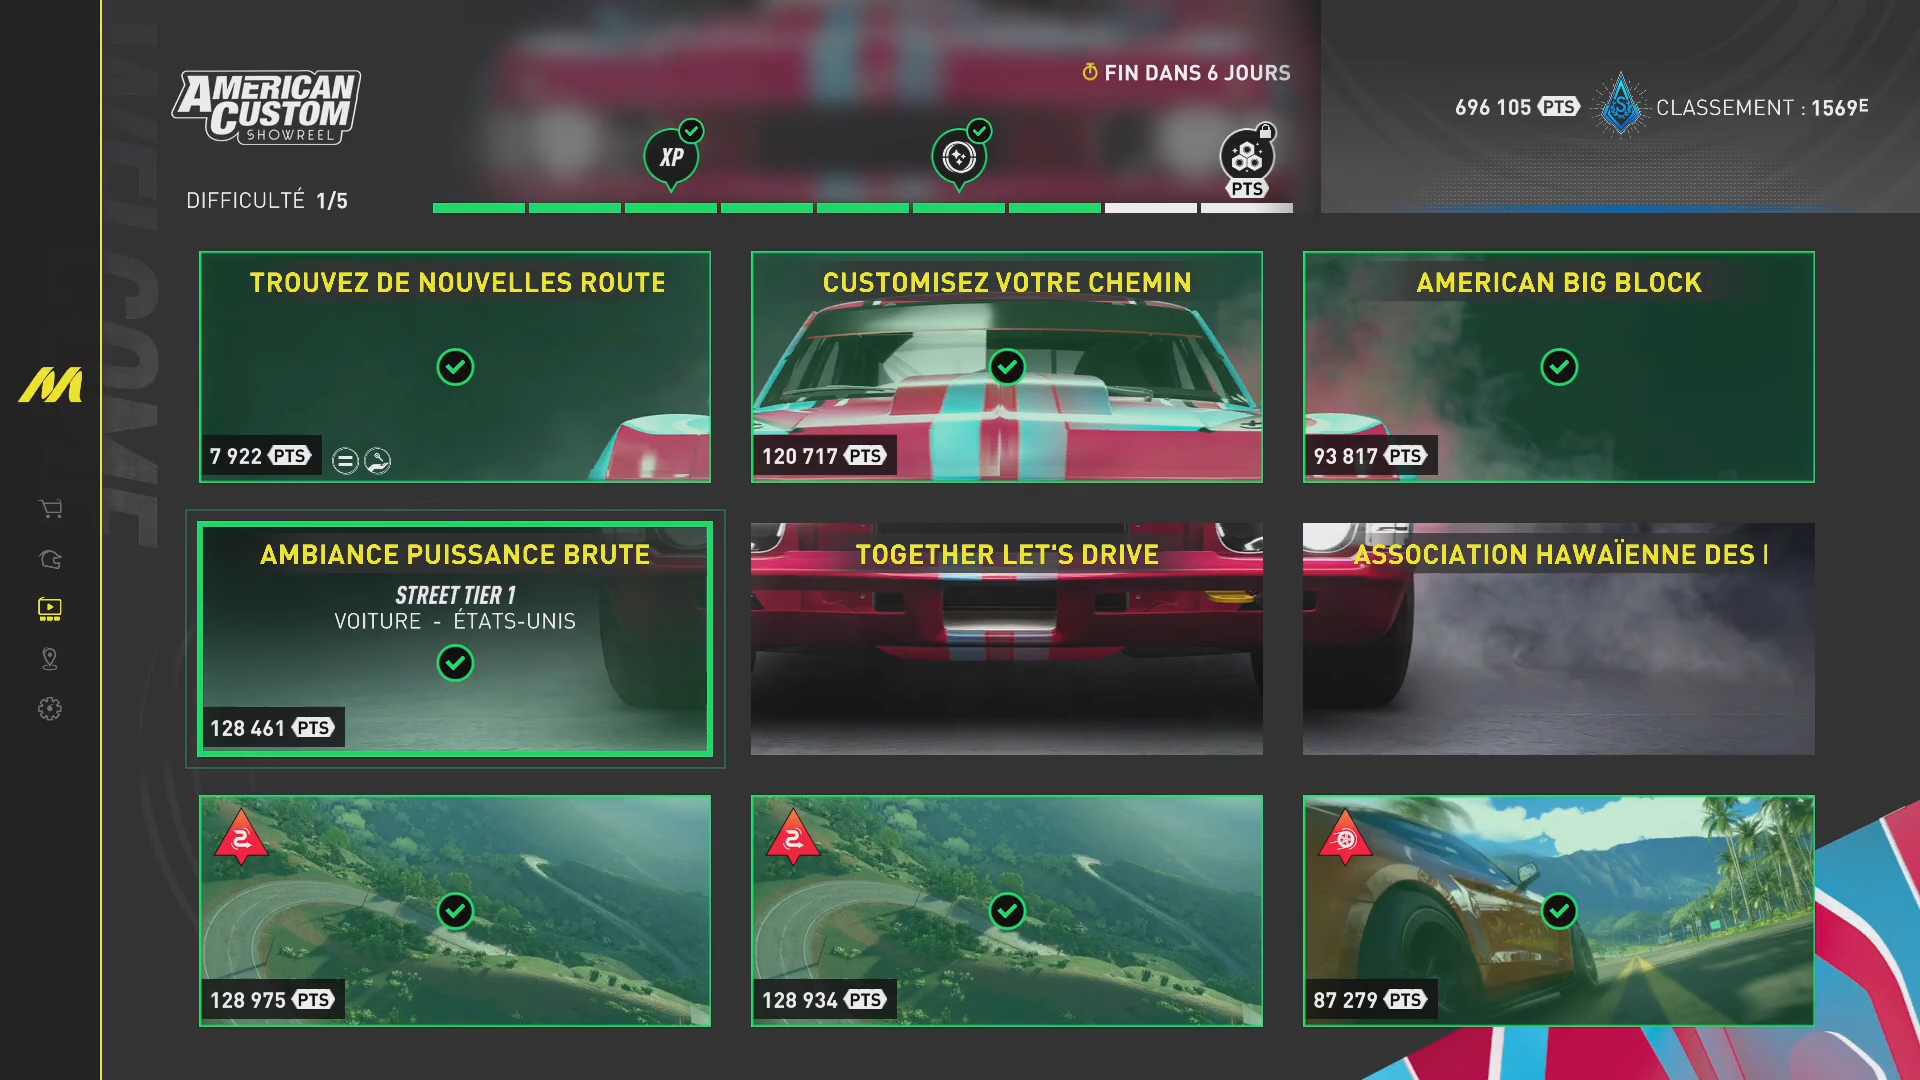 AMERICAN
CUSTOM
SHOWREEL
FIN DANS 6 JOURS
696 105 PTS
CLASSEMENT : 1569E
XP
PTS
DIFFICULTÉ 1/5
TROUVEZ DE NOUVELLES ROUTE
7 922 PTS
CUSTOMISEZ VOTRE CHEMIN
120 717 PTS
AMERICAN BIG BLOCK
93 817 PTS
AMBIANCE PUISSANCE BRUTE
STREET TIER 1
VOITURE - ÉTATS-UNIS
128 461 PTS
TOGETHER LET'S DRIVE
ASSOCIATION HAWAÏENNE DES
128 975 PTS
128 934 PTS
87 279 PTS